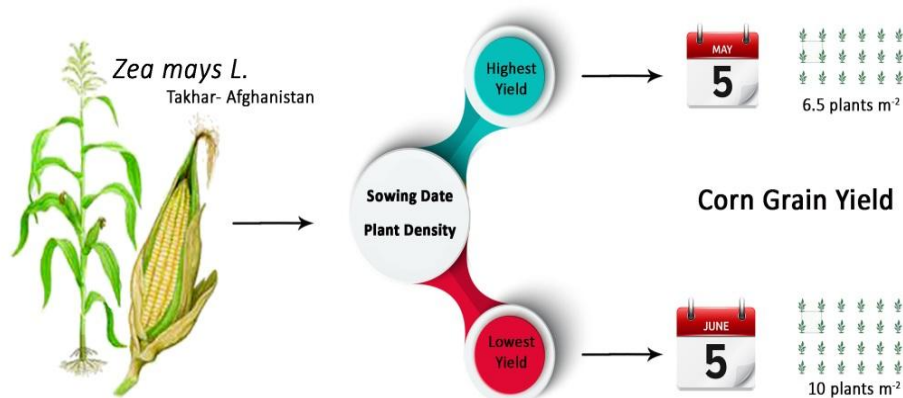 Zea mays L.
Takhar- Afghanistan
Sowing Date
Plant Density
Highest
Yield
MAY
5
6.5 plants m⁻²
Corn Grain Yield
Lowest
Yield
JUNE
5
10 plants m⁻²